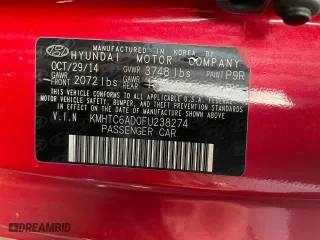 MANUFACTURED IN KOREA BY
HYUNDAI MOTOR COMPANY
OCT/29/14 GVWR 3748 lbs PAINT P9R
GAWR FRONT 2072 lbs GAWR REAR
THIS VEHICLE CONFORMS TO ALL APPLICABLE U.S.A. FEDERAL
MOTOR VEHICLE SAFETY, BUMPER, AND THEFT PREVENTION
STANDARDS IN EFFECT ON THE DATE OF MANUFACTURE SHOWN ABOVE.
V.I.N KMHTC6AD0FU238274
PASSENGER CAR
BIDHISTORY